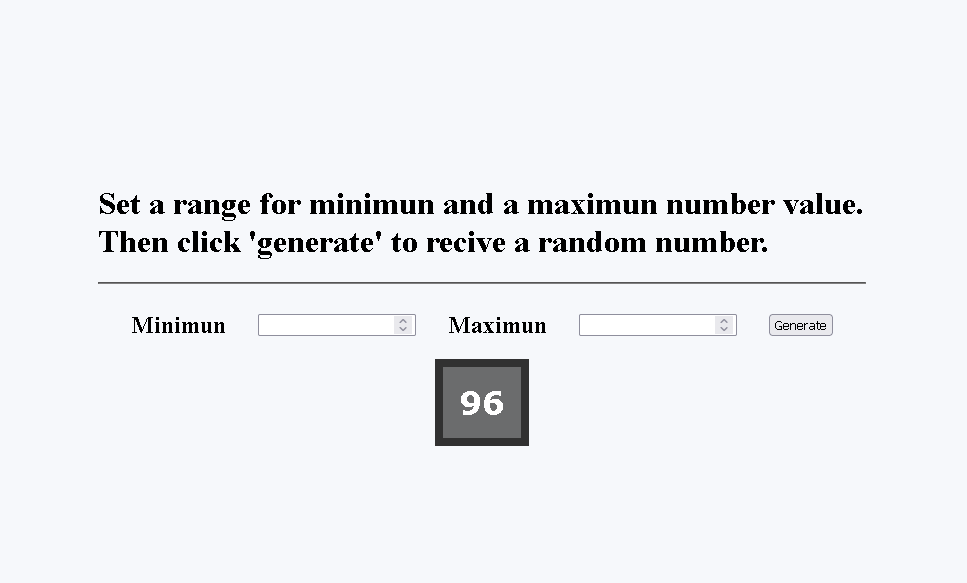 Set a range for minimun and a maximun number value.
Then click 'generate' to recive a random number.
Minimun Maximun Generate
96